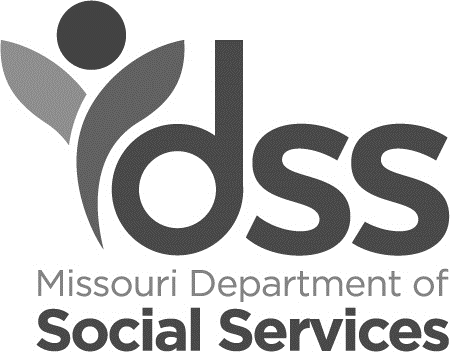 dss
Missouri Department of
Social Services